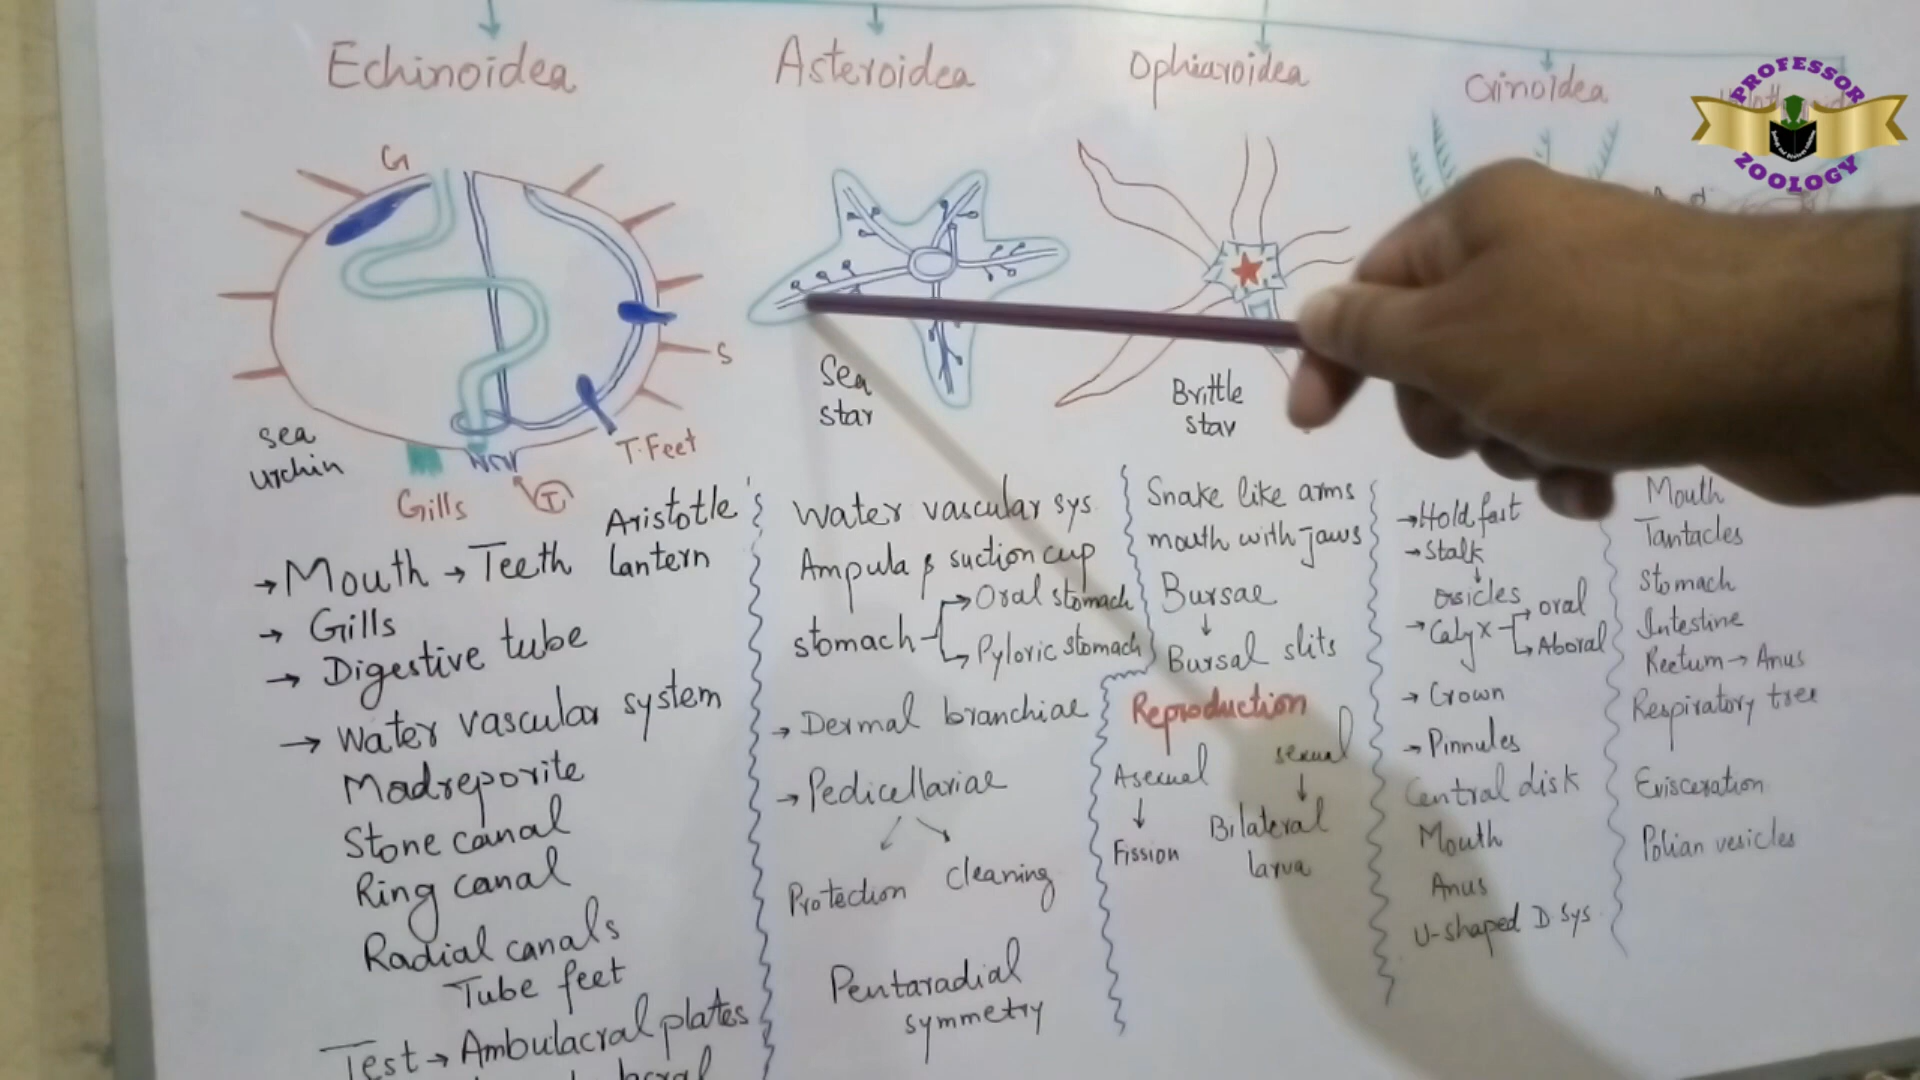 Echinoidea
Asteroidea
Ophiuroidea
Crinoidea
PROFESSOR
ZOOLOGY
G
S
T. Feet
Gills
T
sea
urchin
Sea
star
Brittle
star
Aristotle
→ Mouth → Teeth lantern
→ Gills
→ Digestive tube
→ Water vascular system
Madreporite
Stone canal
Ring canal
Radial canals
Tube feet
Test → Ambulacral plates
Water vascular sys.
Ampula & suction cup
stomach → Oral stomach
→ Pyloric stomach
→ Dermal branchiae
→ Pedicellariae
Protection Cleaning
Pentaradial
symmetry
Snake like arms
mouth with jaws
Bursae
↓
Bursal slits
Reproduction
Asexual sexual
↓ ↓
Fission Bilateral
larva
→ Hold fast
→ Stalk
↓
ossicles
→ Calyx → oral
→ Aboral
→ Crown
→ Pinnules
Central disk
Mouth
Anus
U-shaped D sys.
Mouth
Tantacles
Stomach
Intestine
Rectum → Anus
Respiratory tree
Evisceration
Polian vesicles